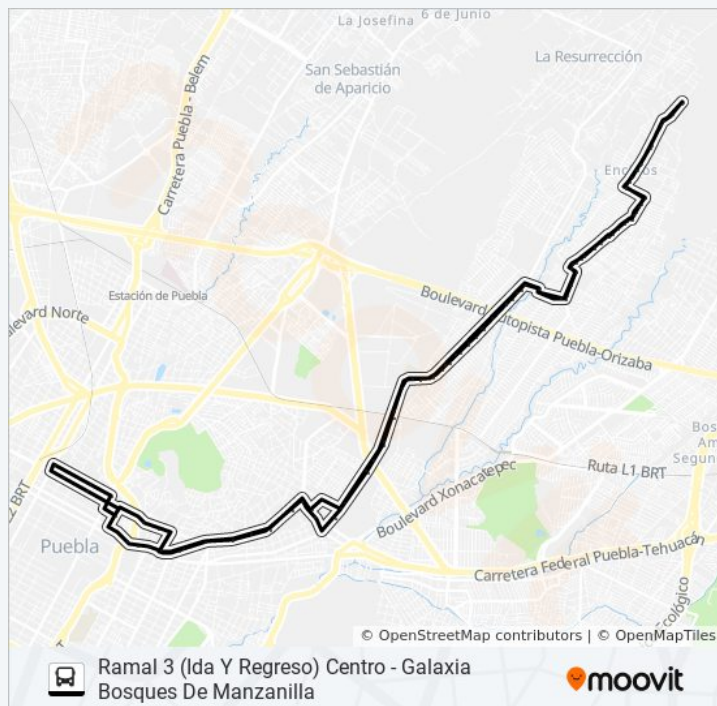 6 de Junio
La Josefina
La Resurrección
San Sebastián
de Aparicio
Carretera Puebla - Belem
Estación de Puebla
Boulevard Autopista Puebla-Orizaba
Boulevard Xonacatepec
Ruta L1 BRT
Puebla
Carretera Federal Puebla-Tehuacán
© OpenStreetMap contributors | © OpenMapTiles
Ramal 3 (Ida Y Regreso) Centro - Galaxia
Bosques De Manzanilla
moovit